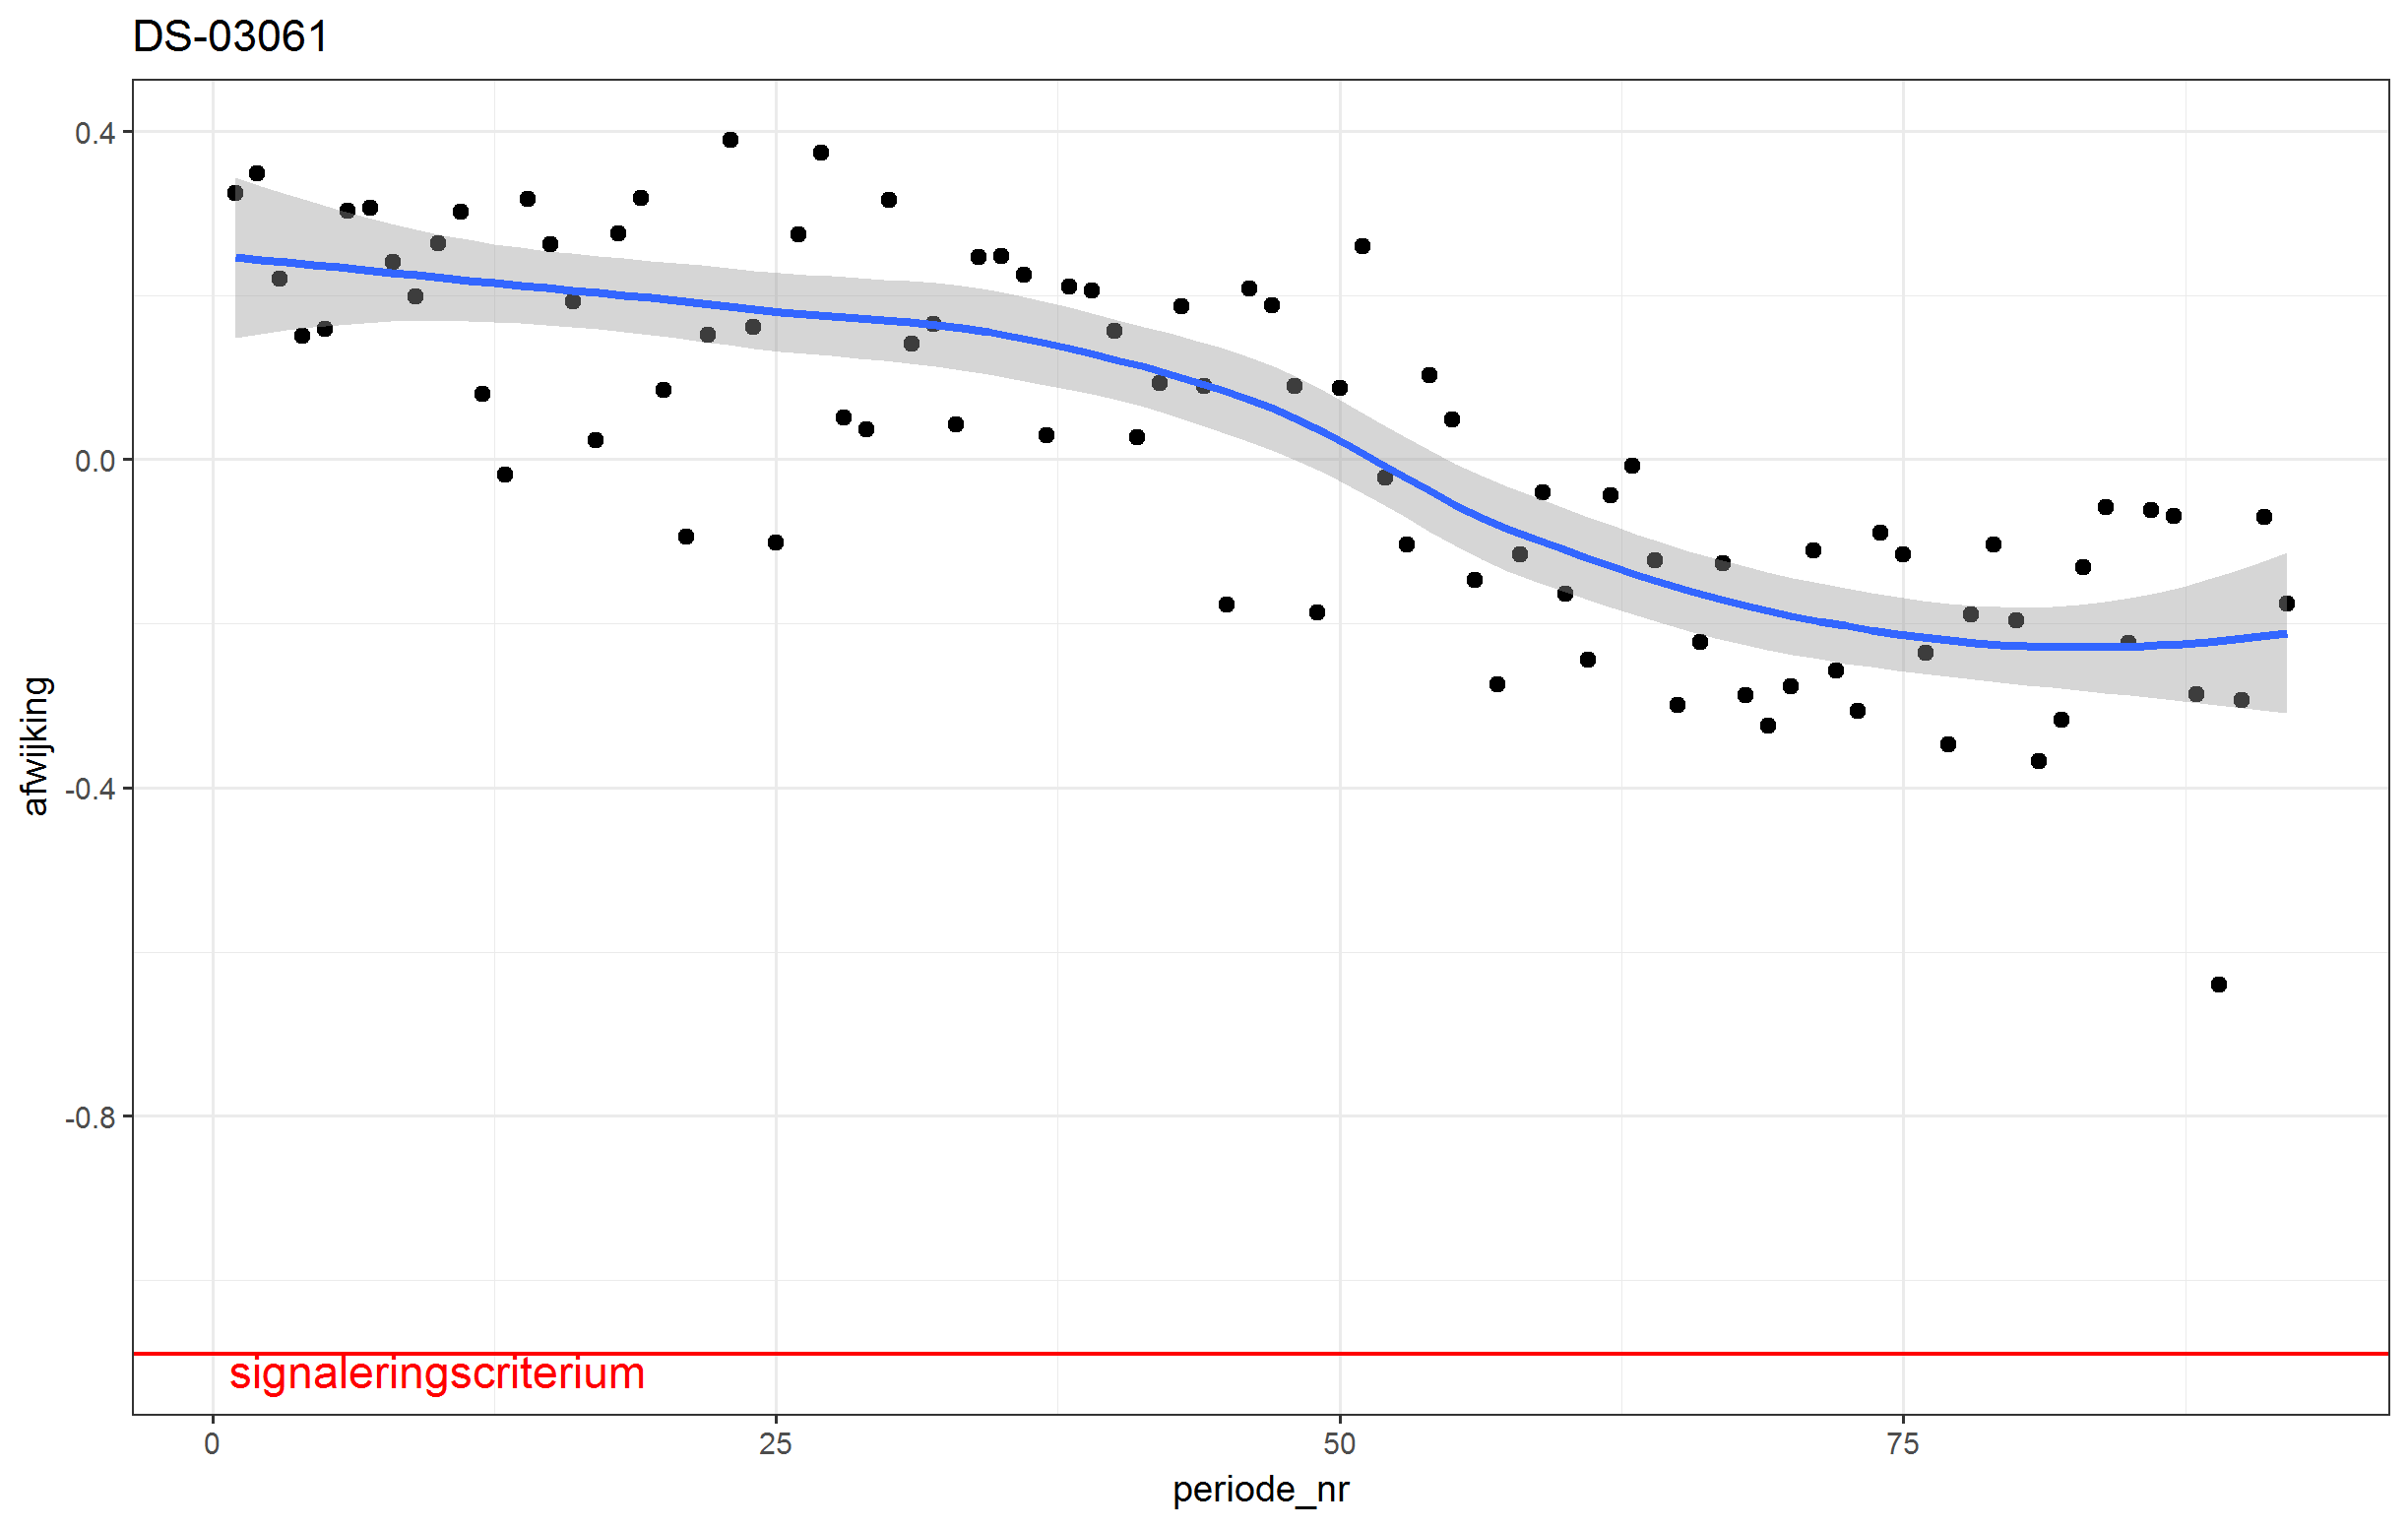 DS-03061
0.4
0.0
-0.4
-0.8
afwijking
signaleringscriterium
0 25 50 75
periode_nr